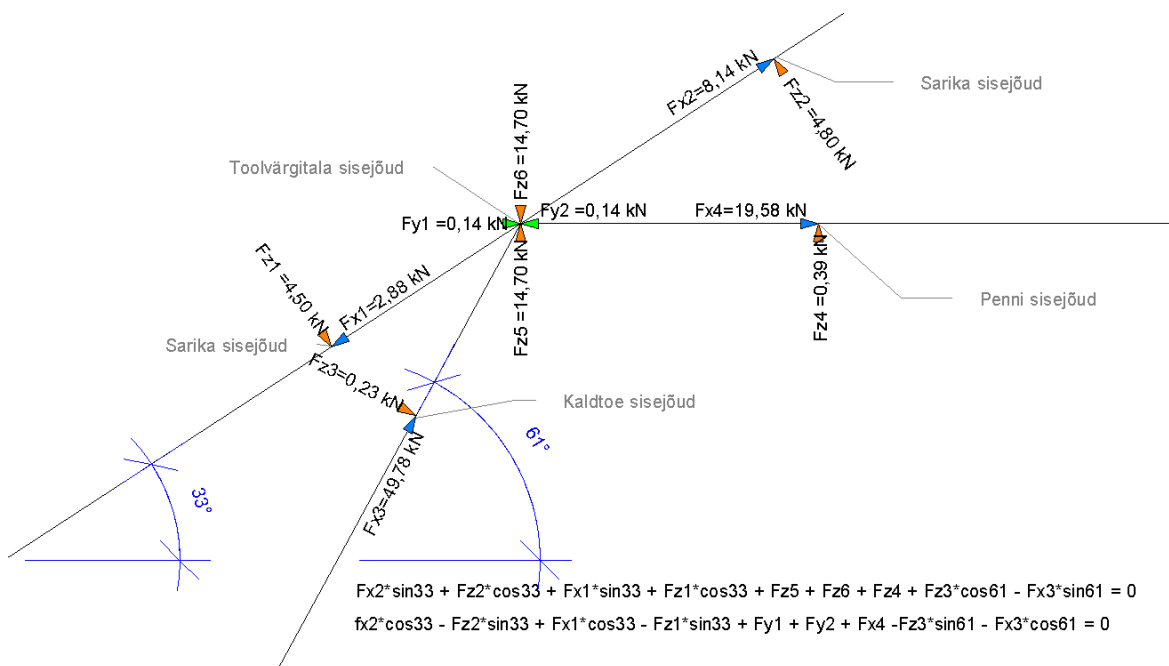 Fx2=8,14 kN
Sarika sisejõud
Fz2=4,80 kN
Fz6 =14,70 kN
Toolvärgitala sisejõud
Fy1 =0,14 kN
Fy2 =0,14 kN
Fx4=19,58 kN
Fz1 =4,50 kN
Fx1=2,88 kN
Fz5 =14,70 kN
Fz4 =0,39 kN
Penni sisejõud
Sarika sisejõud
Fz3=0,23 kN
Kaldtoe sisejõud
61°
Fx3=49,78 kN
33°
Fx2*sin33 + Fz2*cos33 + Fx1*sin33 + Fz1*cos33 + Fz5 + Fz6 + Fz4 + Fz3*cos61 - Fx3*sin61 = 0
fx2*cos33 - Fz2*sin33 + Fx1*cos33 - Fz1*sin33 + Fy1 + Fy2 + Fx4 -Fz3*sin61 - Fx3*cos61 = 0